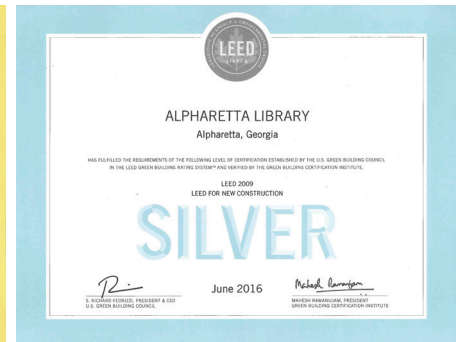 LEED
ALPHARETTA LIBRARY
Alpharetta, Georgia
HAS FULFILLED THE REQUIREMENTS OF THE FOLLOWING LEVEL OF CERTIFICATION ESTABLISHED BY THE U.S. GREEN BUILDING COUNCIL
IN THE LEED GREEN BUILDING RATING SYSTEM™ AND VERIFIED BY THE GREEN BUILDING CERTIFICATION INSTITUTE.
LEED 2009
LEED FOR NEW CONSTRUCTION
SILVER
June 2016
Mahesh Ramanujam
S. RICHARD FEDRIZZI, PRESIDENT & CEO
U.S. GREEN BUILDING COUNCIL
MAHESH RAMANUJAM, PRESIDENT
GREEN BUILDING CERTIFICATION INSTITUTE